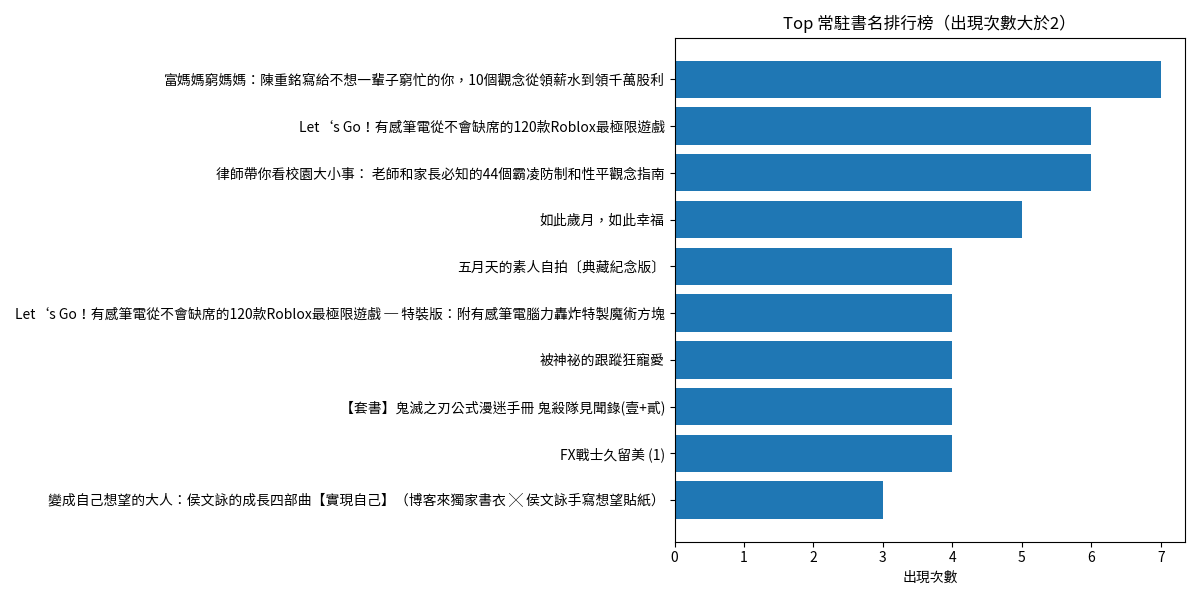 Top 常駐書名排行榜（出現次數大於2）
富媽媽窮媽媽：陳重銘寫給不想一輩子窮忙的你，10個觀念從領薪水到領千萬股利
Let‘s Go！有感筆電從不會缺席的120款Roblox最極限遊戲
律師帶你看校園大小事： 老師和家長必知的44個霸凌防制和性平觀念指南
如此歲月，如此幸福
五月天的素人自拍〔典藏紀念版〕
Let‘s Go！有感筆電從不會缺席的120款Roblox最極限遊戲 ─ 特裝版：附有感筆電腦力轟炸特製魔術方塊
被神祕的跟蹤狂寵愛
【套書】鬼滅之刃公式漫迷手冊 鬼殺隊見聞錄(壹+貳)
FX戰士久留美 (1)
變成自己想望的大人：侯文詠的成長四部曲【實現自己】（博客來獨家書衣 ╳ 侯文詠手寫想望貼紙）
0 1 2 3 4 5 6 7
出現次數